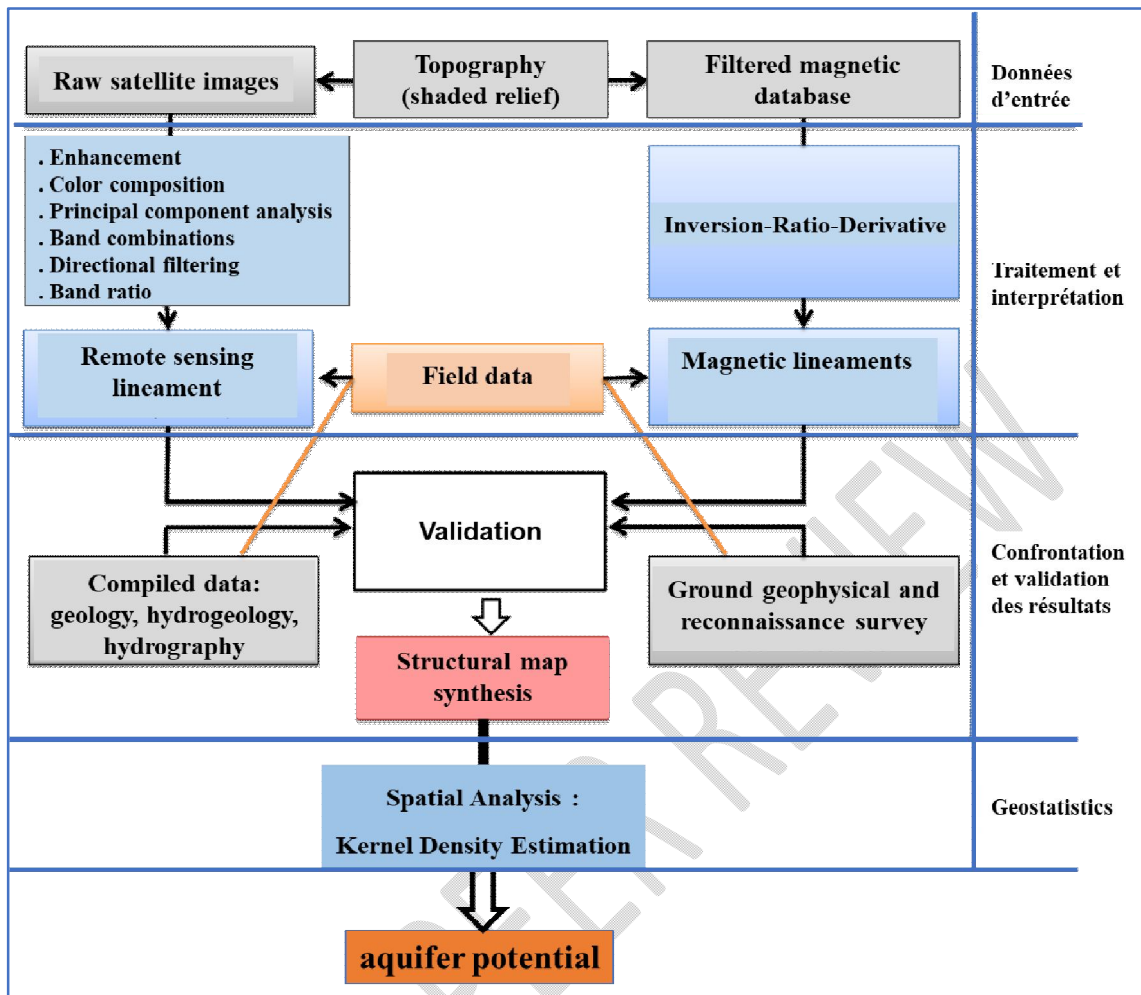 Raw satellite images
Topography
(shaded relief)
Filtered magnetic
database
Données
d'entrée
. Enhancement
. Color composition
. Principal component analysis
. Band combinations
. Directional filtering
. Band ratio
Inversion-Ratio-Derivative
Traitement et
interprétation
Remote sensing
lineament
Field data
Magnetic lineaments
Validation
Compiled data:
geology, hydrogeology,
hydrography
Ground geophysical and
reconnaissance survey
Confrontation
et validation
des résultats
Structural map
synthesis
Spatial Analysis :
Kernel Density Estimation
Geostatistics
aquifer potential
PEER REVIEW